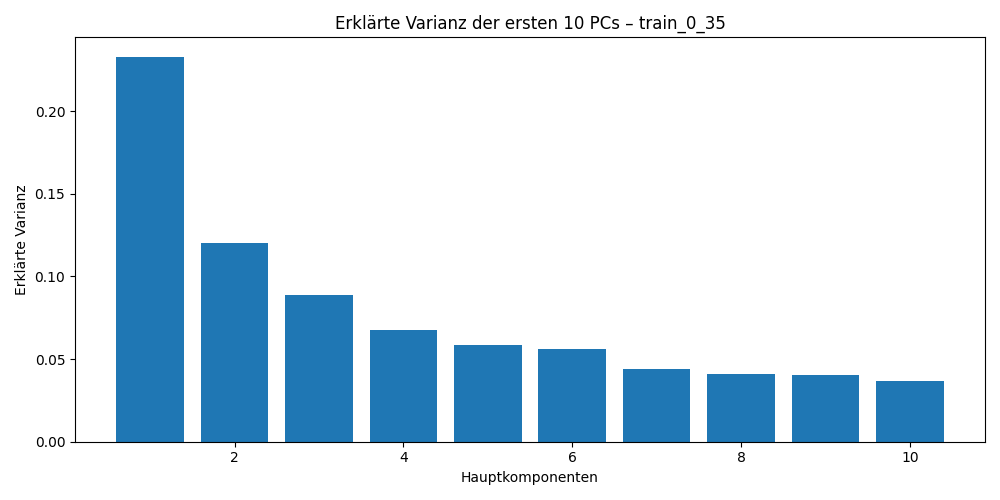 Erklärte Varianz der ersten 10 PCs – train_0_35
Erklärte Varianz
0.20
0.15
0.10
0.05
0.00
2 4 6 8 10
Hauptkomponenten